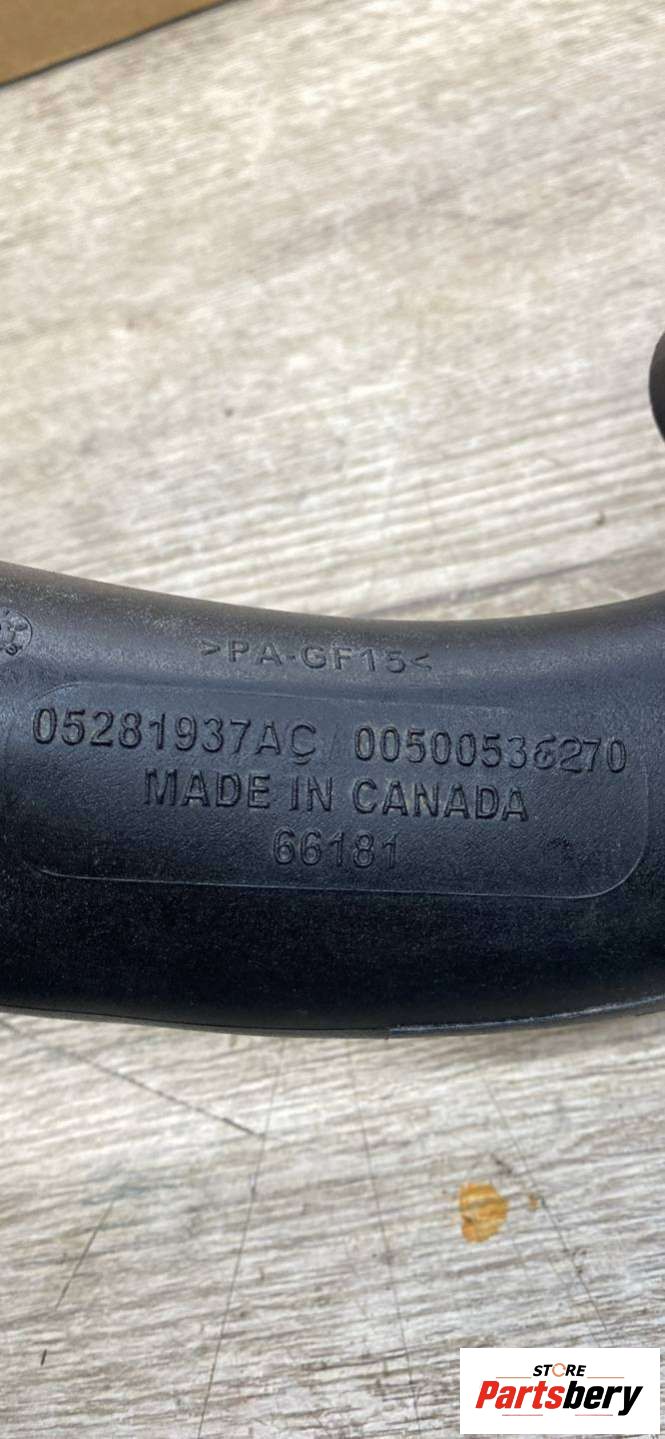 >PA-GF15<
05281937AC 00500536270
MADE IN CANADA
66181
STORE
Partsbery